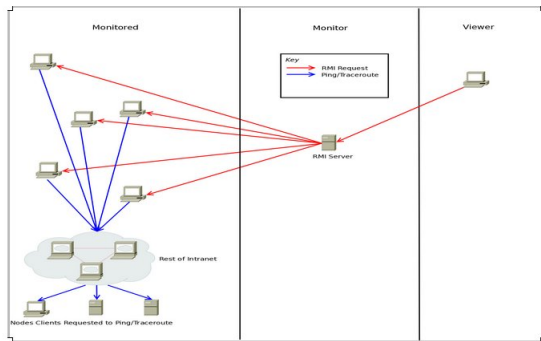 Monitored
Monitor
Viewer
Key
RMI Request
Ping/Traceroute
RMI Server
Rest of Intranet
Nodes Clients Requested to Ping/Traceroute